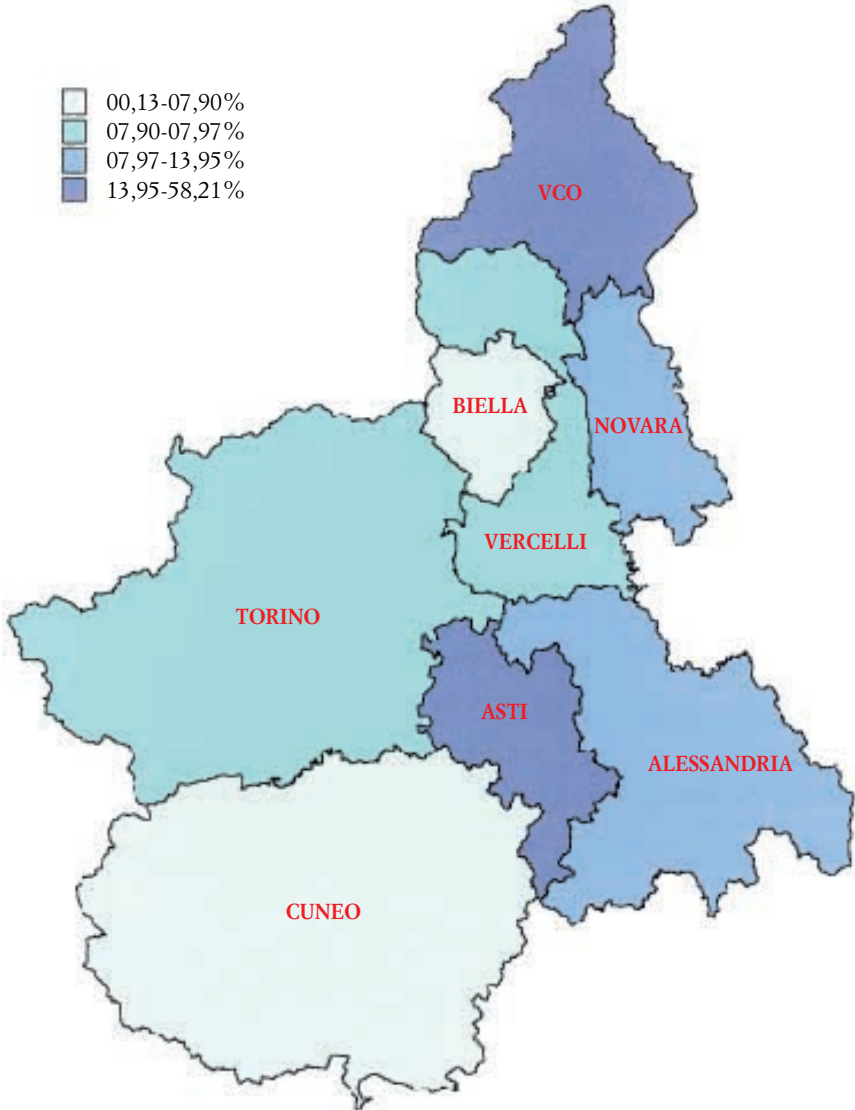 00,13-07,90%
07,90-07,97%
07,97-13,95%
13,95-58,21%
VCO
BIELLA
NOVARA
VERCELLI
TORINO
ASTI
ALESSANDRIA
CUNEO